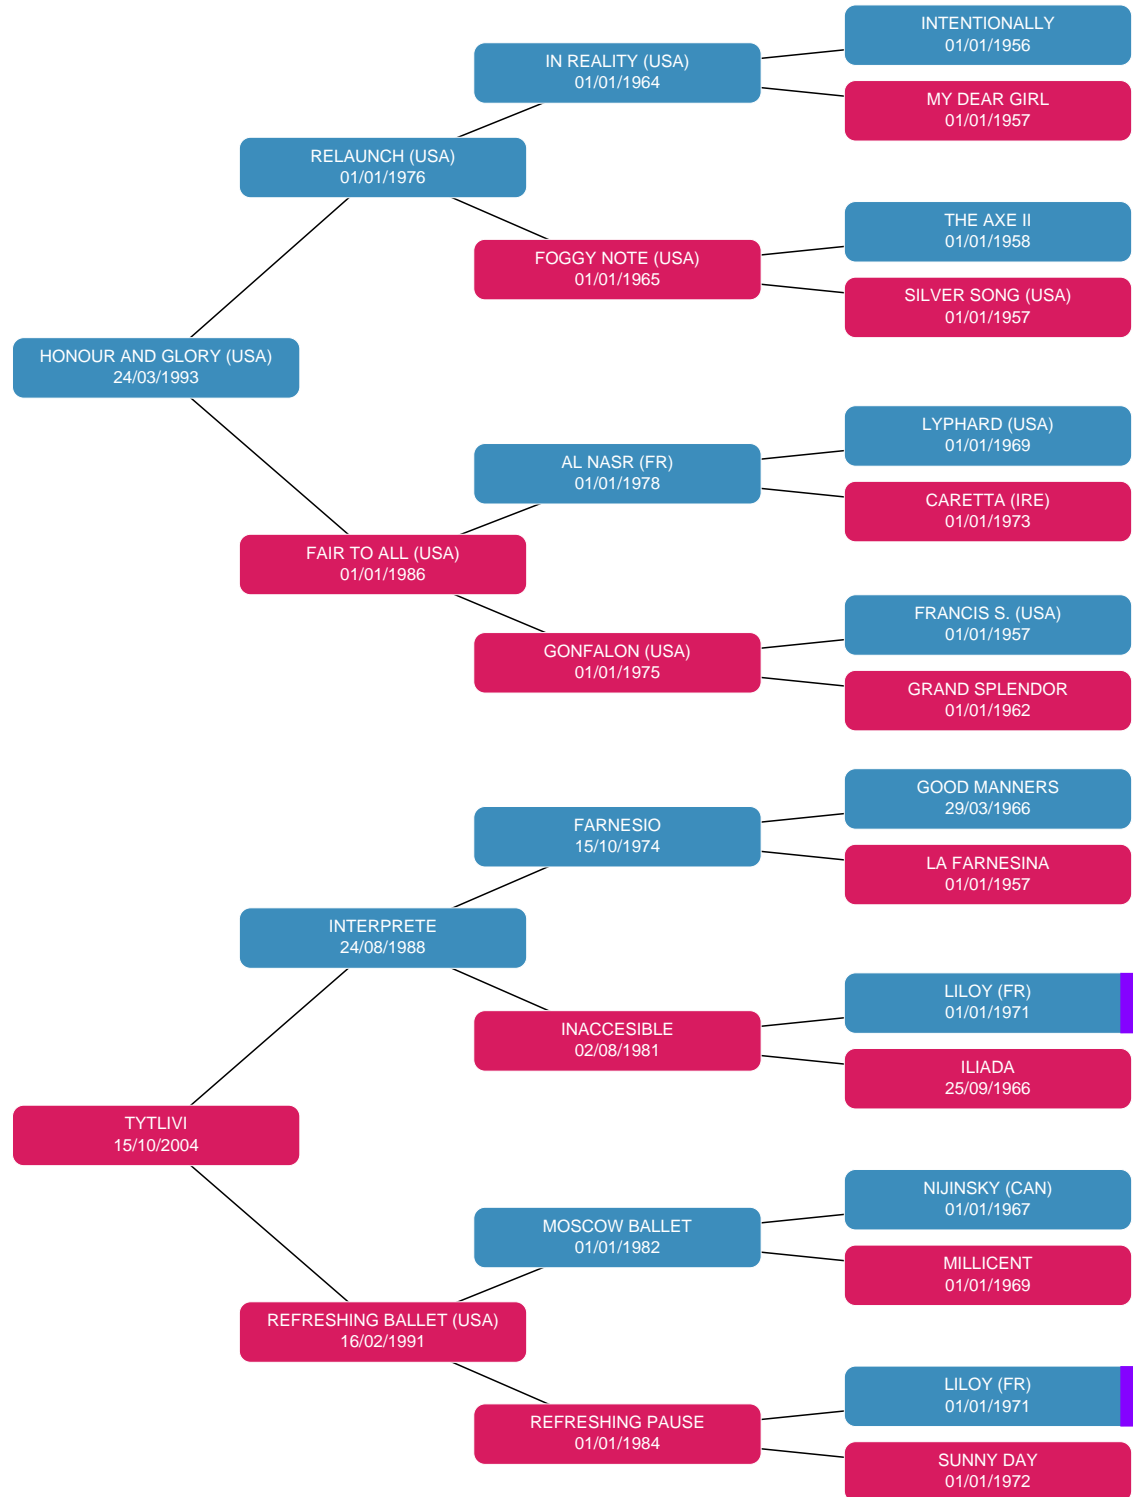 INTENTIONALLY
01/01/1956
IN REALITY (USA)
01/01/1964
MY DEAR GIRL
01/01/1957
RELAUNCH (USA)
01/01/1976
THE AXE II
01/01/1958
FOGGY NOTE (USA)
01/01/1965
SILVER SONG (USA)
01/01/1957
HONOUR AND GLORY (USA)
24/03/1993
LYPHARD (USA)
01/01/1969
AL NASR (FR)
01/01/1978
CARETTA (IRE)
01/01/1973
FAIR TO ALL (USA)
01/01/1986
FRANCIS S. (USA)
01/01/1957
GONFALON (USA)
01/01/1975
GRAND SPLENDOR
01/01/1962
GOOD MANNERS
29/03/1966
FARNESIO
15/10/1974
LA FARNESINA
01/01/1957
INTERPRETE
24/08/1988
LILOY (FR)
01/01/1971
INACCESIBLE
02/08/1981
ILIADA
25/09/1966
TYTLIVI
15/10/2004
NIJINSKY (CAN)
01/01/1967
MOSCOW BALLET
01/01/1982
MILLICENT
01/01/1969
REFRESHING BALLET (USA)
16/02/1991
LILOY (FR)
01/01/1971
REFRESHING PAUSE
01/01/1984
SUNNY DAY
01/01/1972